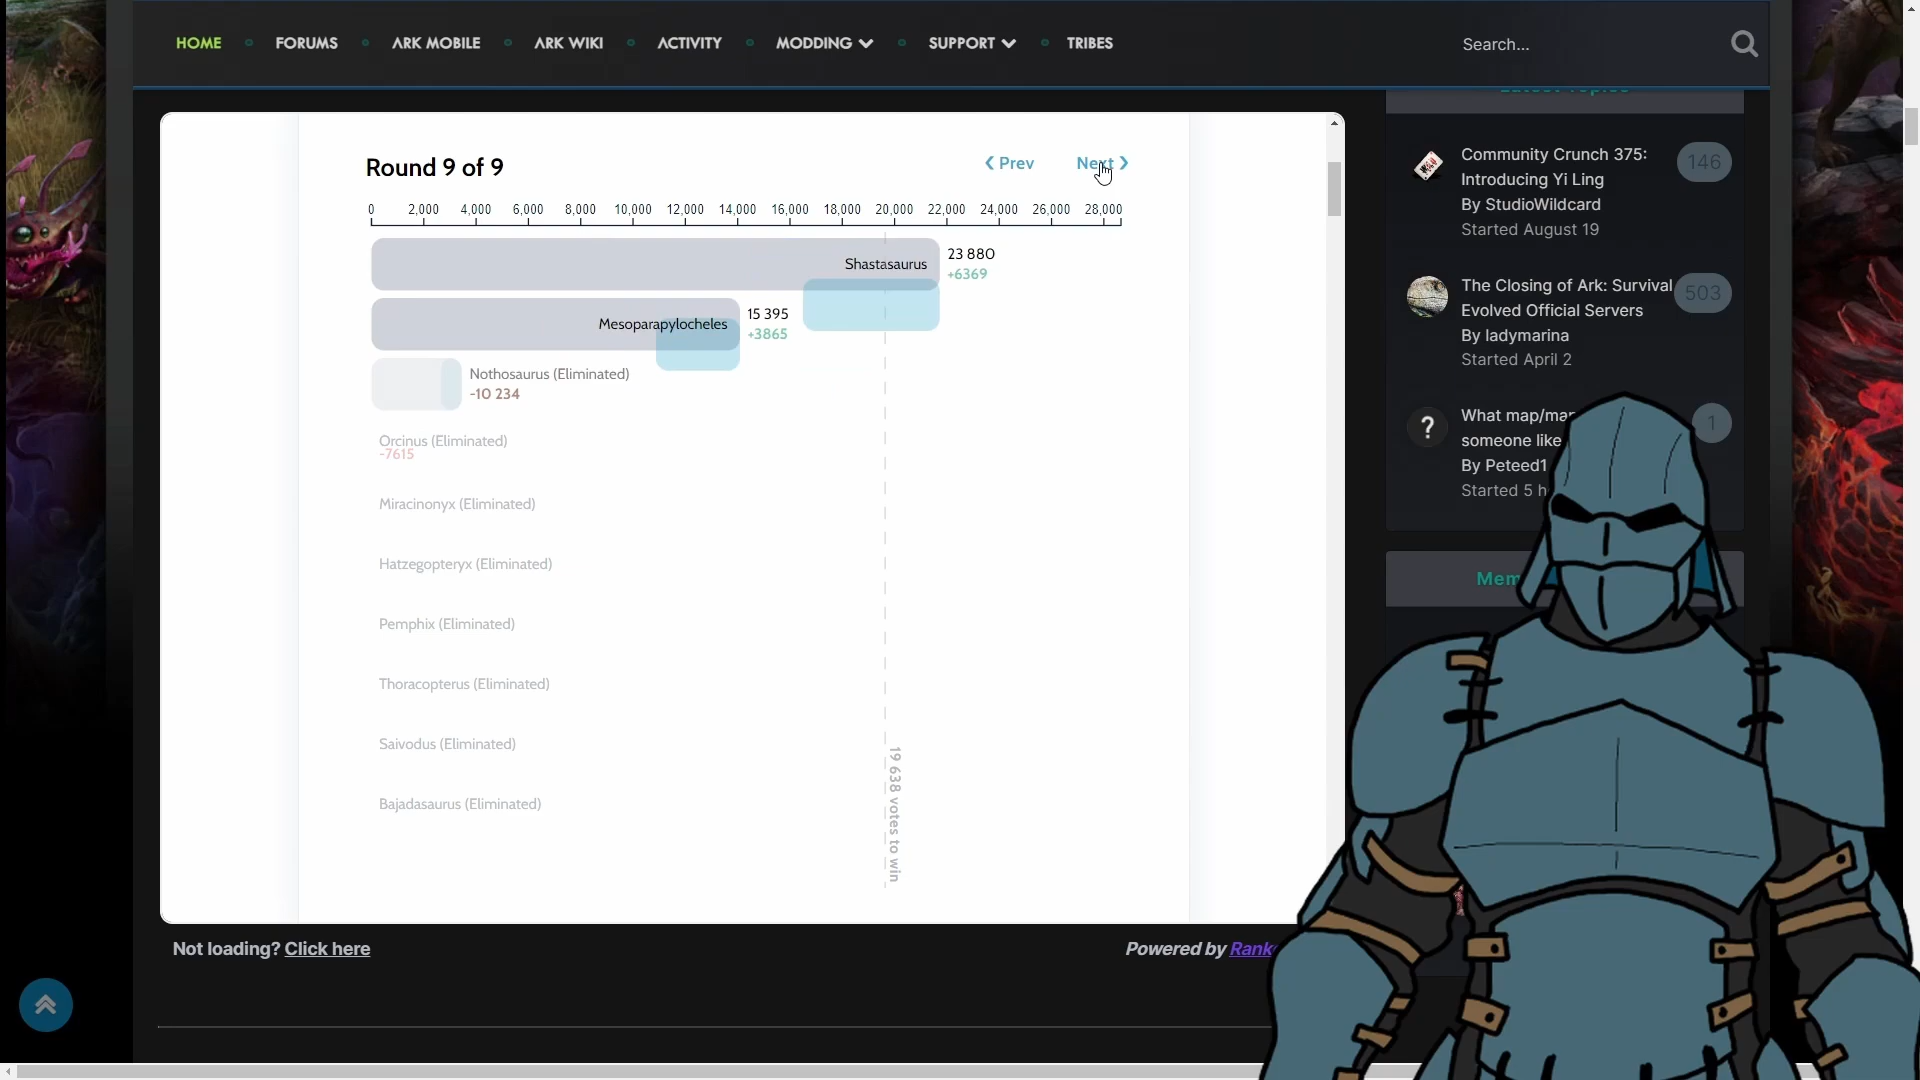 HOME
FORUMS
ARK MOBILE
ARK WIKI
ACTIVITY
MODDING
SUPPORT
TRIBES
Search...
Round 9 of 9
Prev
Next
0 2,000 4,000 6,000 8,000 10,000 12,000 14,000 16,000 18,000 20,000 22,000 24,000 26,000 28,000
Shastasaurus
23 880
+6369
Mesoparapylocheles
15 395
+3865
Nothosaurus (Eliminated)
-10 234
Orcinus (Eliminated)
-7615
Miracinonyx (Eliminated)
Hatzegopteryx (Eliminated)
Pemphix (Eliminated)
Thoracopterus (Eliminated)
Saivodus (Eliminated)
Bajadasaurus (Eliminated)
19 638 votes to win
Not loading? Click here
Powered by
Latest Topics
Community Crunch 375:
Introducing Yi Ling
By StudioWildcard
Started August 19
146
The Closing of Ark: Survival
Evolved Official Servers
By ladymarina
Started April 2
503
?
What
someone like
By Peteed1
Started 5
1